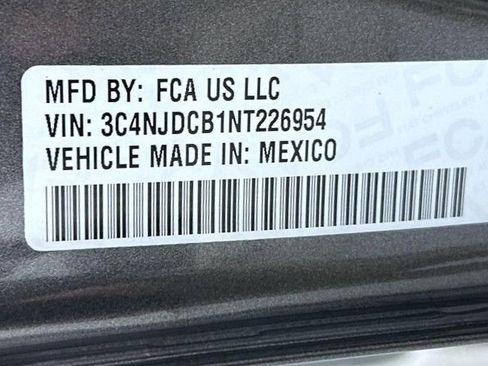 MFD BY: FCA US LLC
VIN: 3C4NJDCB1NT226954
VEHICLE MADE IN: MEXICO